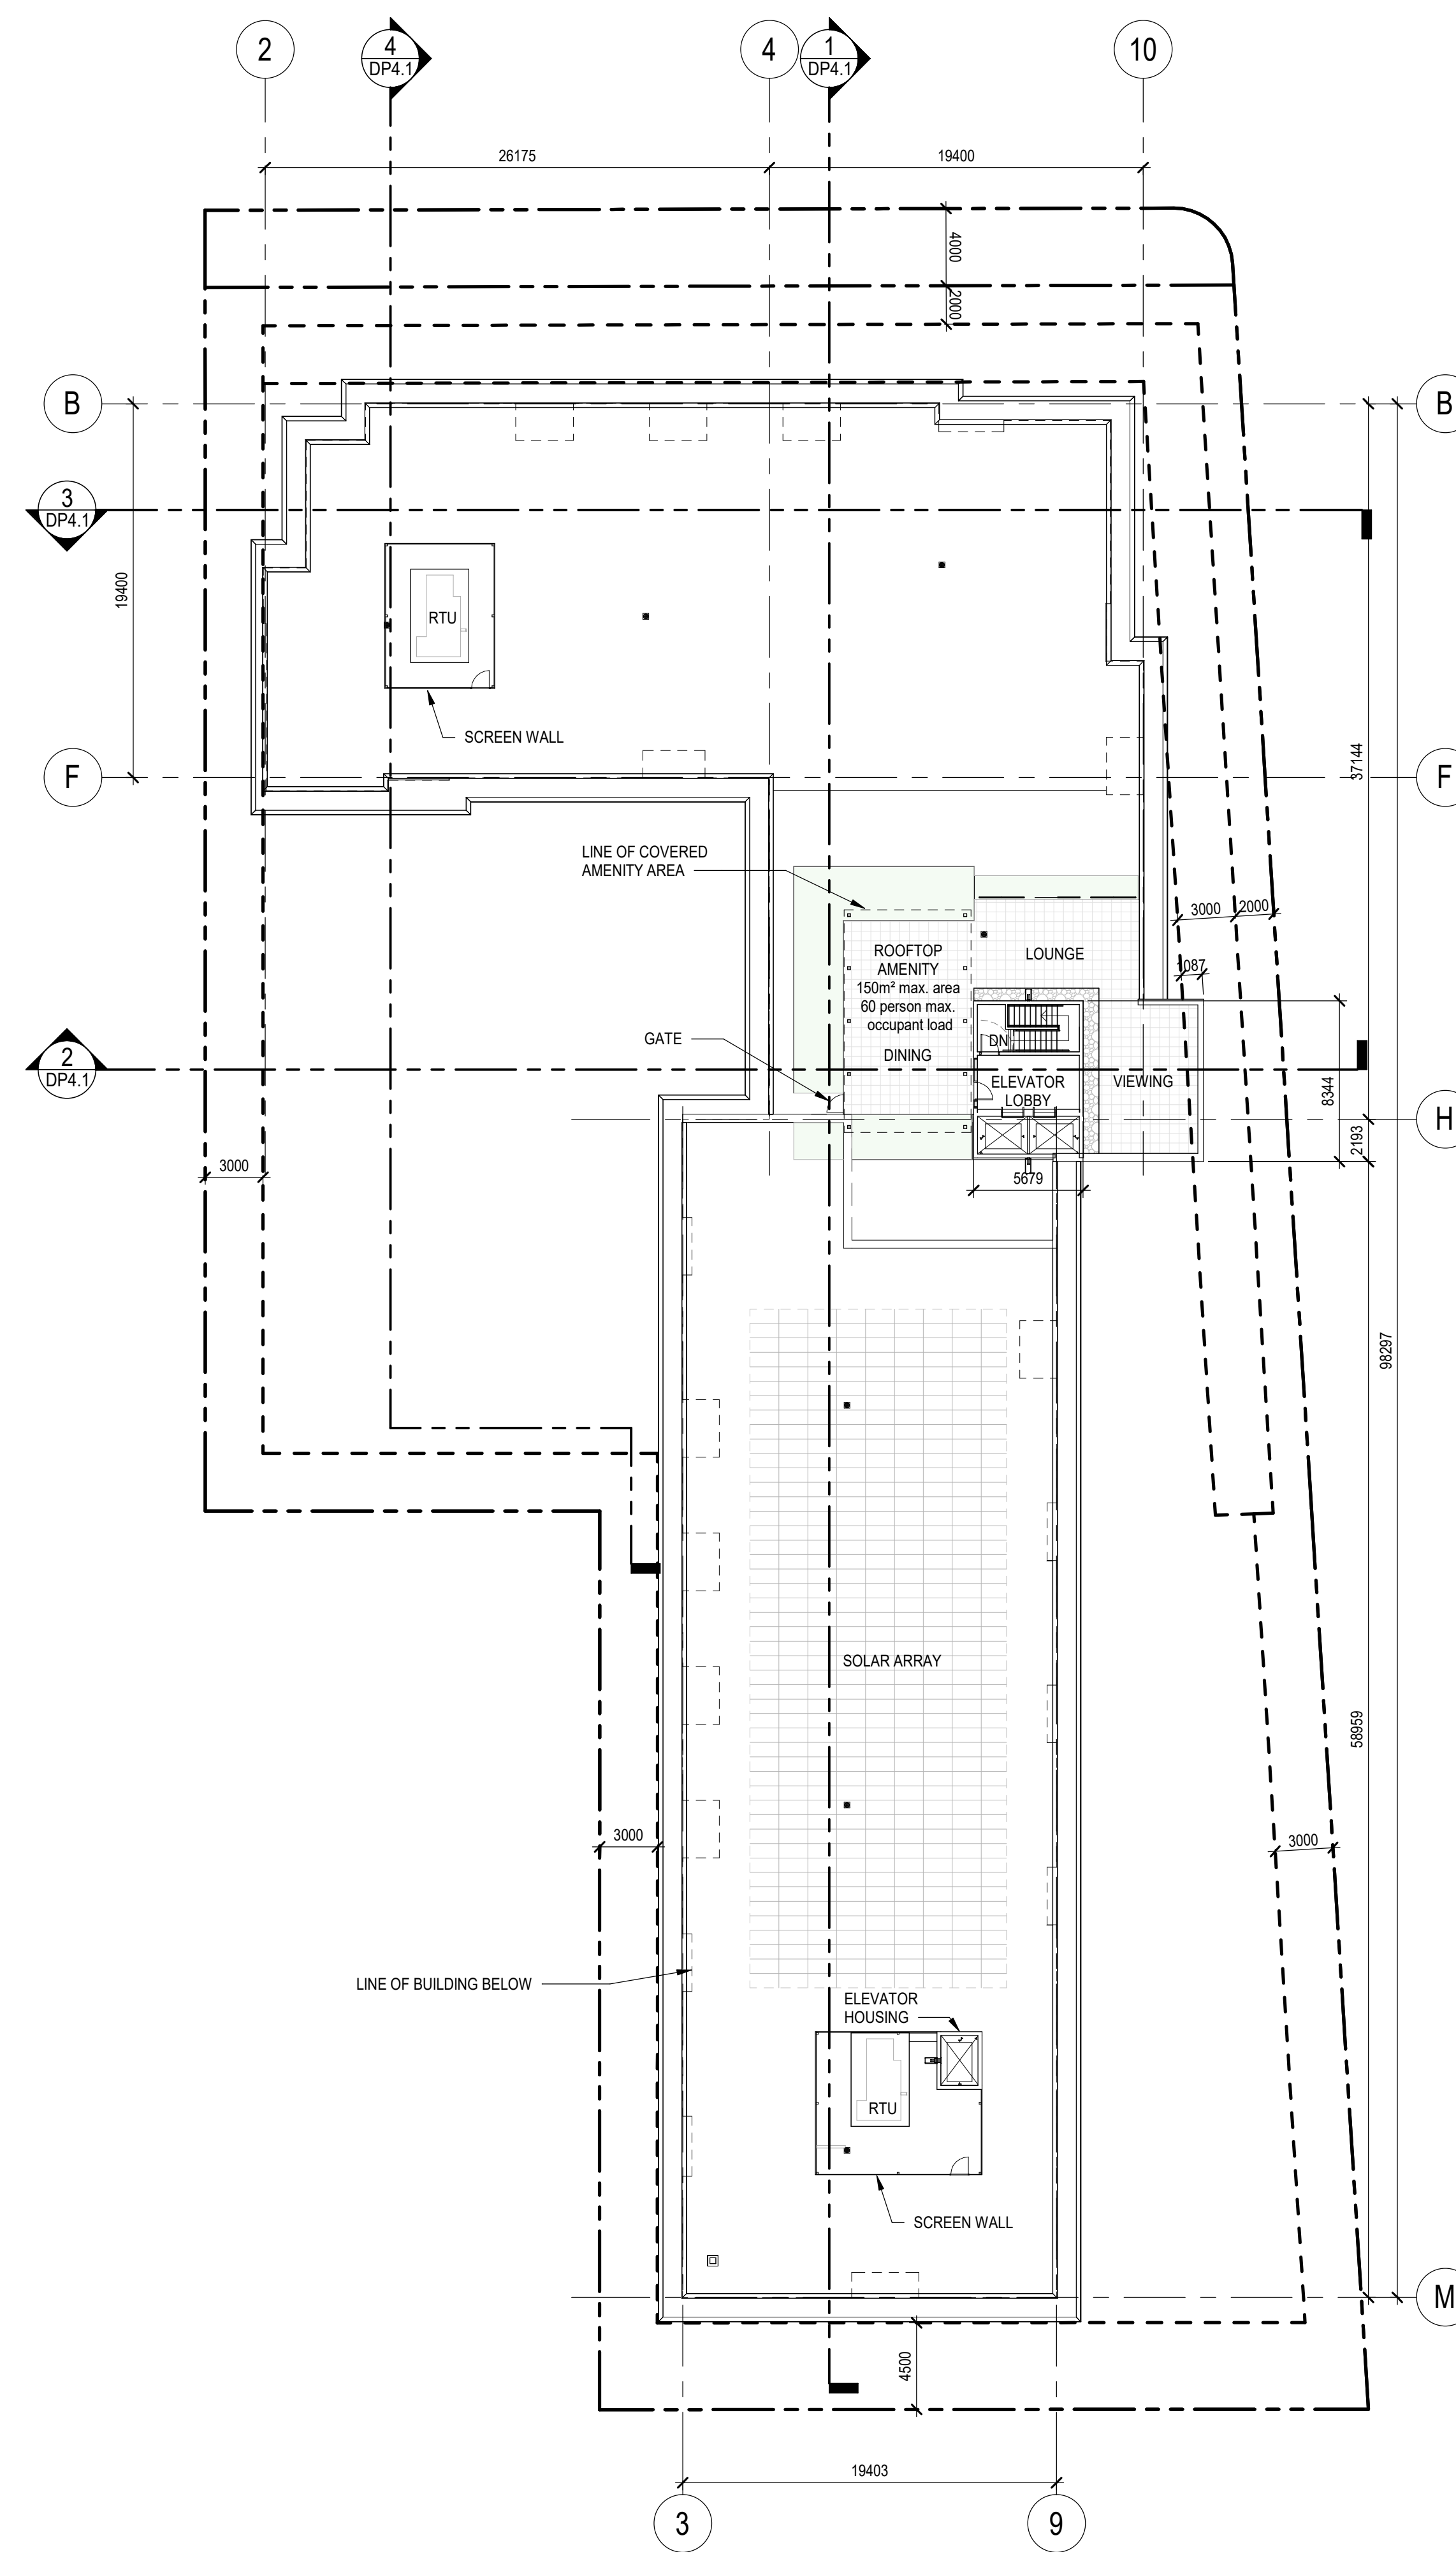 2
4
DP4.1
4
1
DP4.1
10
26175
19400
4000
2000
B
B
3
DP4.1
19400
RTU
SCREEN WALL
37144
F
F
LINE OF COVERED
AMENITY AREA
3000
2000
ROOFTOP
AMENITY
150m² max. area
60 person max.
occupant load
LOUNGE
1087
GATE
DN
DINING
2
DP4.1
ELEVATOR
LOBBY
VIEWING
8344
H
2193
3000
5679
98297
SOLAR ARRAY
58959
3000
3000
LINE OF BUILDING BELOW
ELEVATOR
HOUSING
RTU
SCREEN WALL
M
4500
19403
3
9